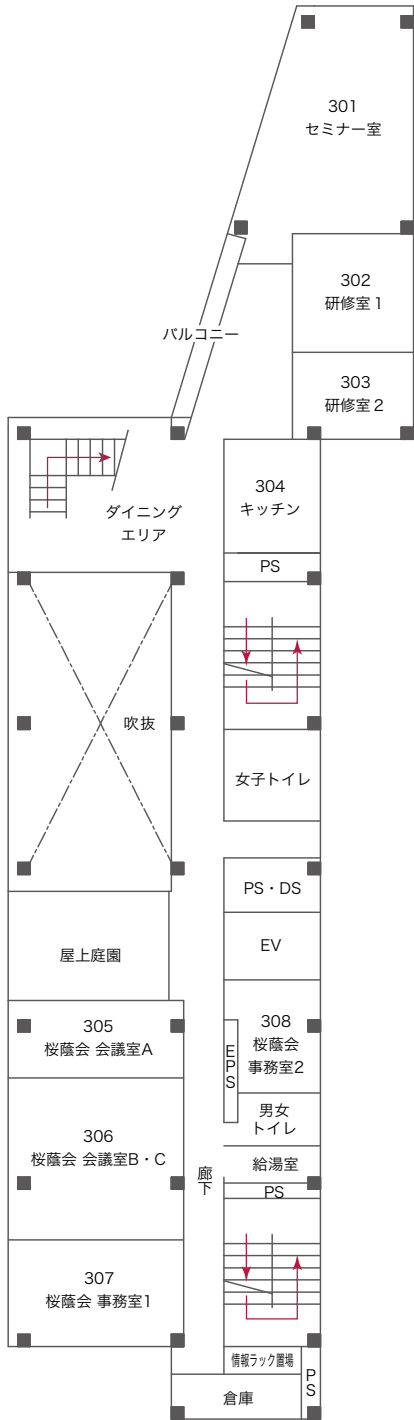 301
セミナー室
302
研修室 1
バルコニー
303
研修室 2
304
キッチン
ダイニング
エリア
PS
吹抜
女子トイレ
PS・DS
EV
屋上庭園
305
桜蔭会 会議室A
308
桜蔭会
事務室2
EPS
男女
トイレ
306
桜蔭会 会議室B・C
給湯室
廊下
PS
307
桜蔭会 事務室1
情報ラック置場
PS
倉庫